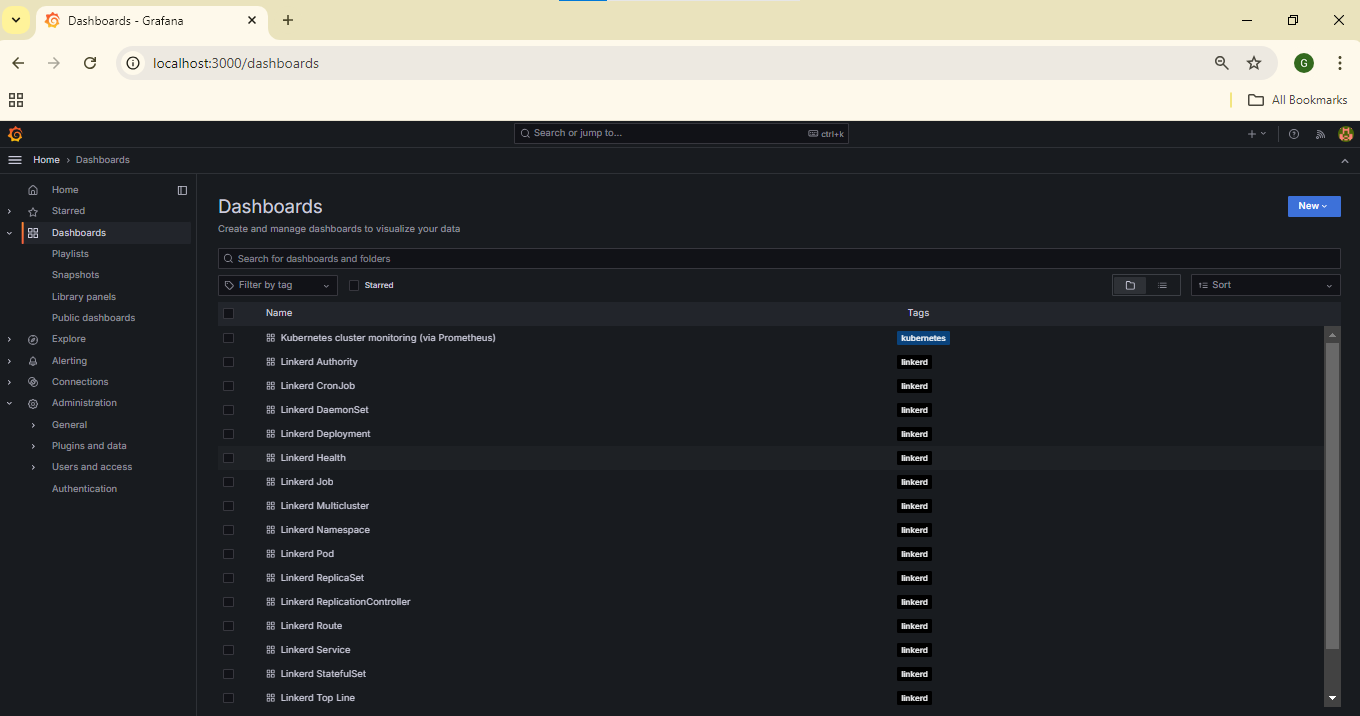 Dashboards - Grafana
localhost:3000/dashboards
G
All Bookmarks
Search or jump to...
ctrl+k
Home › Dashboards
Home
Starred
Dashboards
Playlists
Snapshots
Library panels
Public dashboards
Explore
Alerting
Connections
Administration
General
Plugins and data
Users and access
Authentication
Dashboards
New
Create and manage dashboards to visualize your data
Search for dashboards and folders
Filter by tag
Starred
Sort
Name Tags
Kubernetes cluster monitoring (via Prometheus) kubernetes
Linkerd Authority linkerd
Linkerd CronJob linkerd
Linkerd DaemonSet linkerd
Linkerd Deployment linkerd
Linkerd Health linkerd
Linkerd Job linkerd
Linkerd Multicluster linkerd
Linkerd Namespace linkerd
Linkerd Pod linkerd
Linkerd ReplicaSet linkerd
Linkerd ReplicationController linkerd
Linkerd Route linkerd
Linkerd Service linkerd
Linkerd StatefulSet linkerd
Linkerd Top Line linkerd